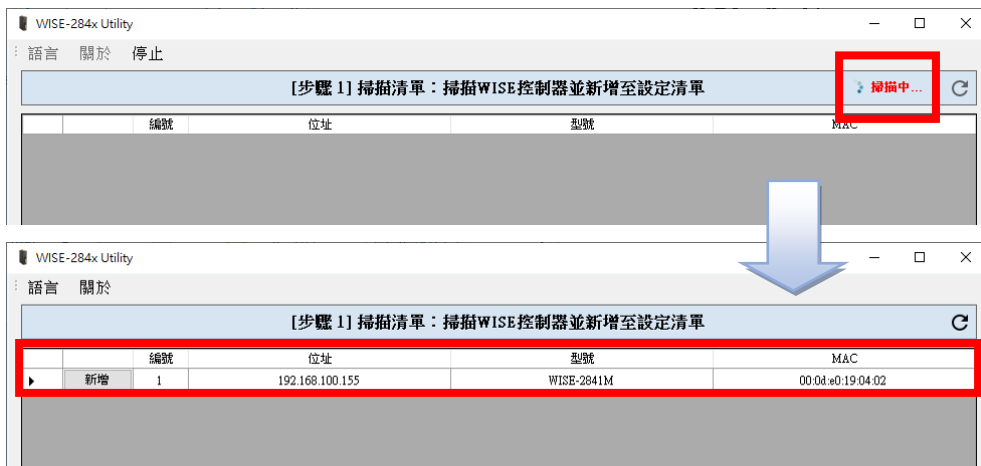 WISE-284x Utility
語言 關於 停止
[步驟 1] 掃描清單：掃描WISE控制器並新增至設定清單 掃描中...
編號 位址 型號 MAC
WISE-284x Utility
語言 關於
[步驟 1] 掃描清單：掃描WISE控制器並新增至設定清單
編號 位址 型號 MAC
新增 1 192.168.100.155 WISE-2841M 00:0d:e0:19:04:02